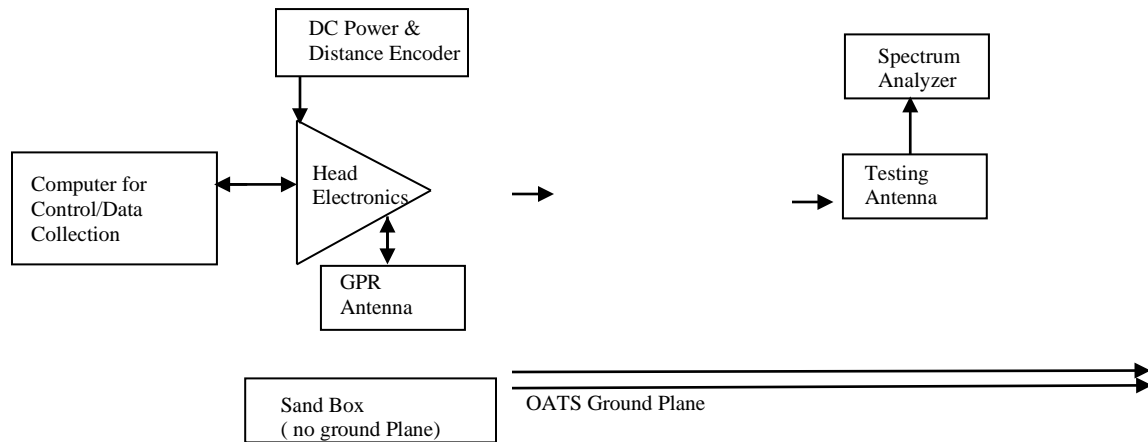 DC Power &
Distance Encoder
Spectrum
Analyzer
Computer for
Control/Data
Collection
Head
Electronics
Testing
Antenna
GPR
Antenna
Sand Box
( no ground Plane)
OATS Ground Plane